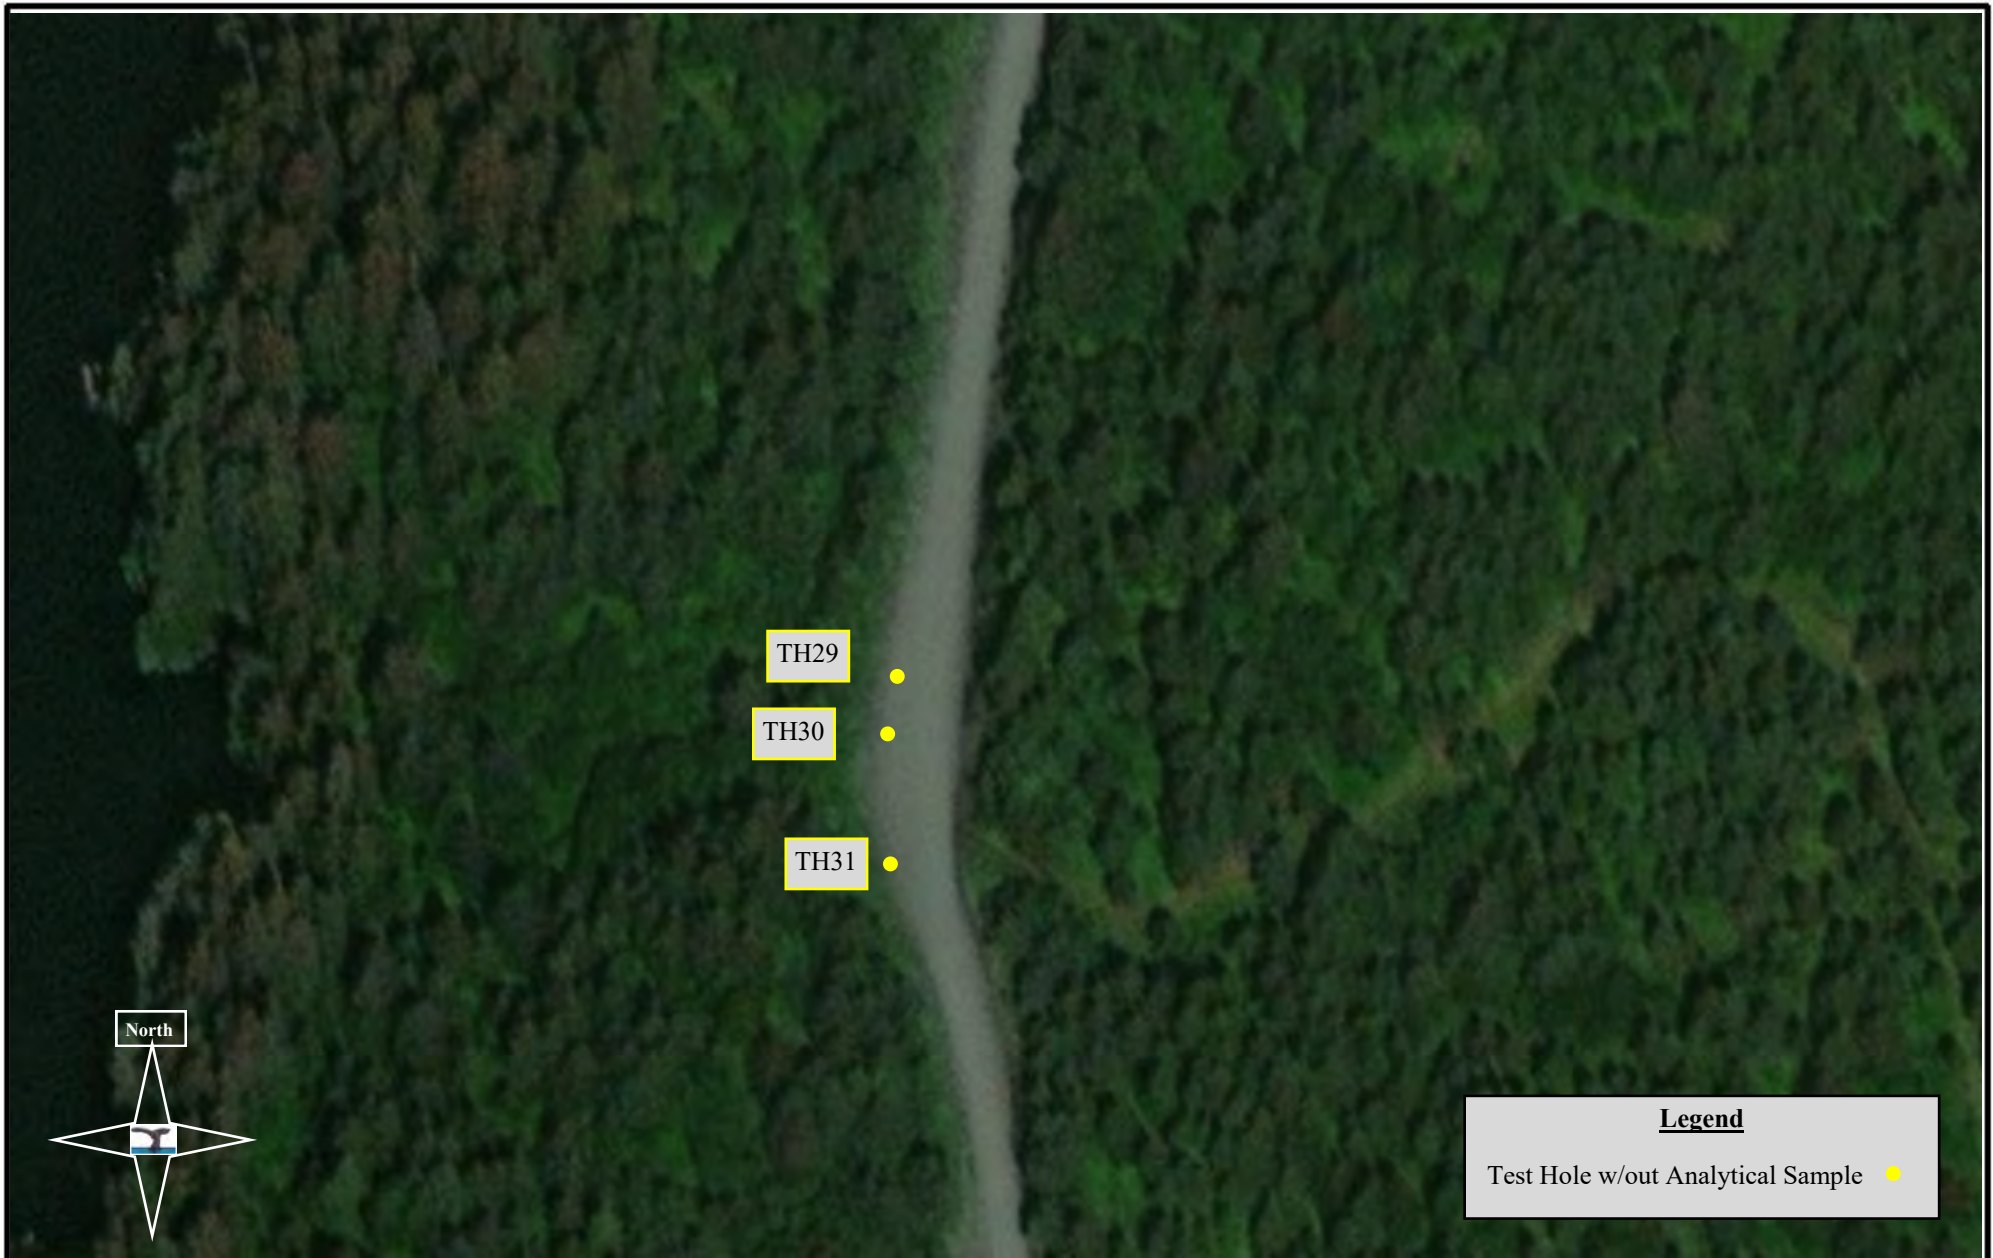 TH29
TH30
TH31
North
Legend
Test Hole w/out Analytical Sample